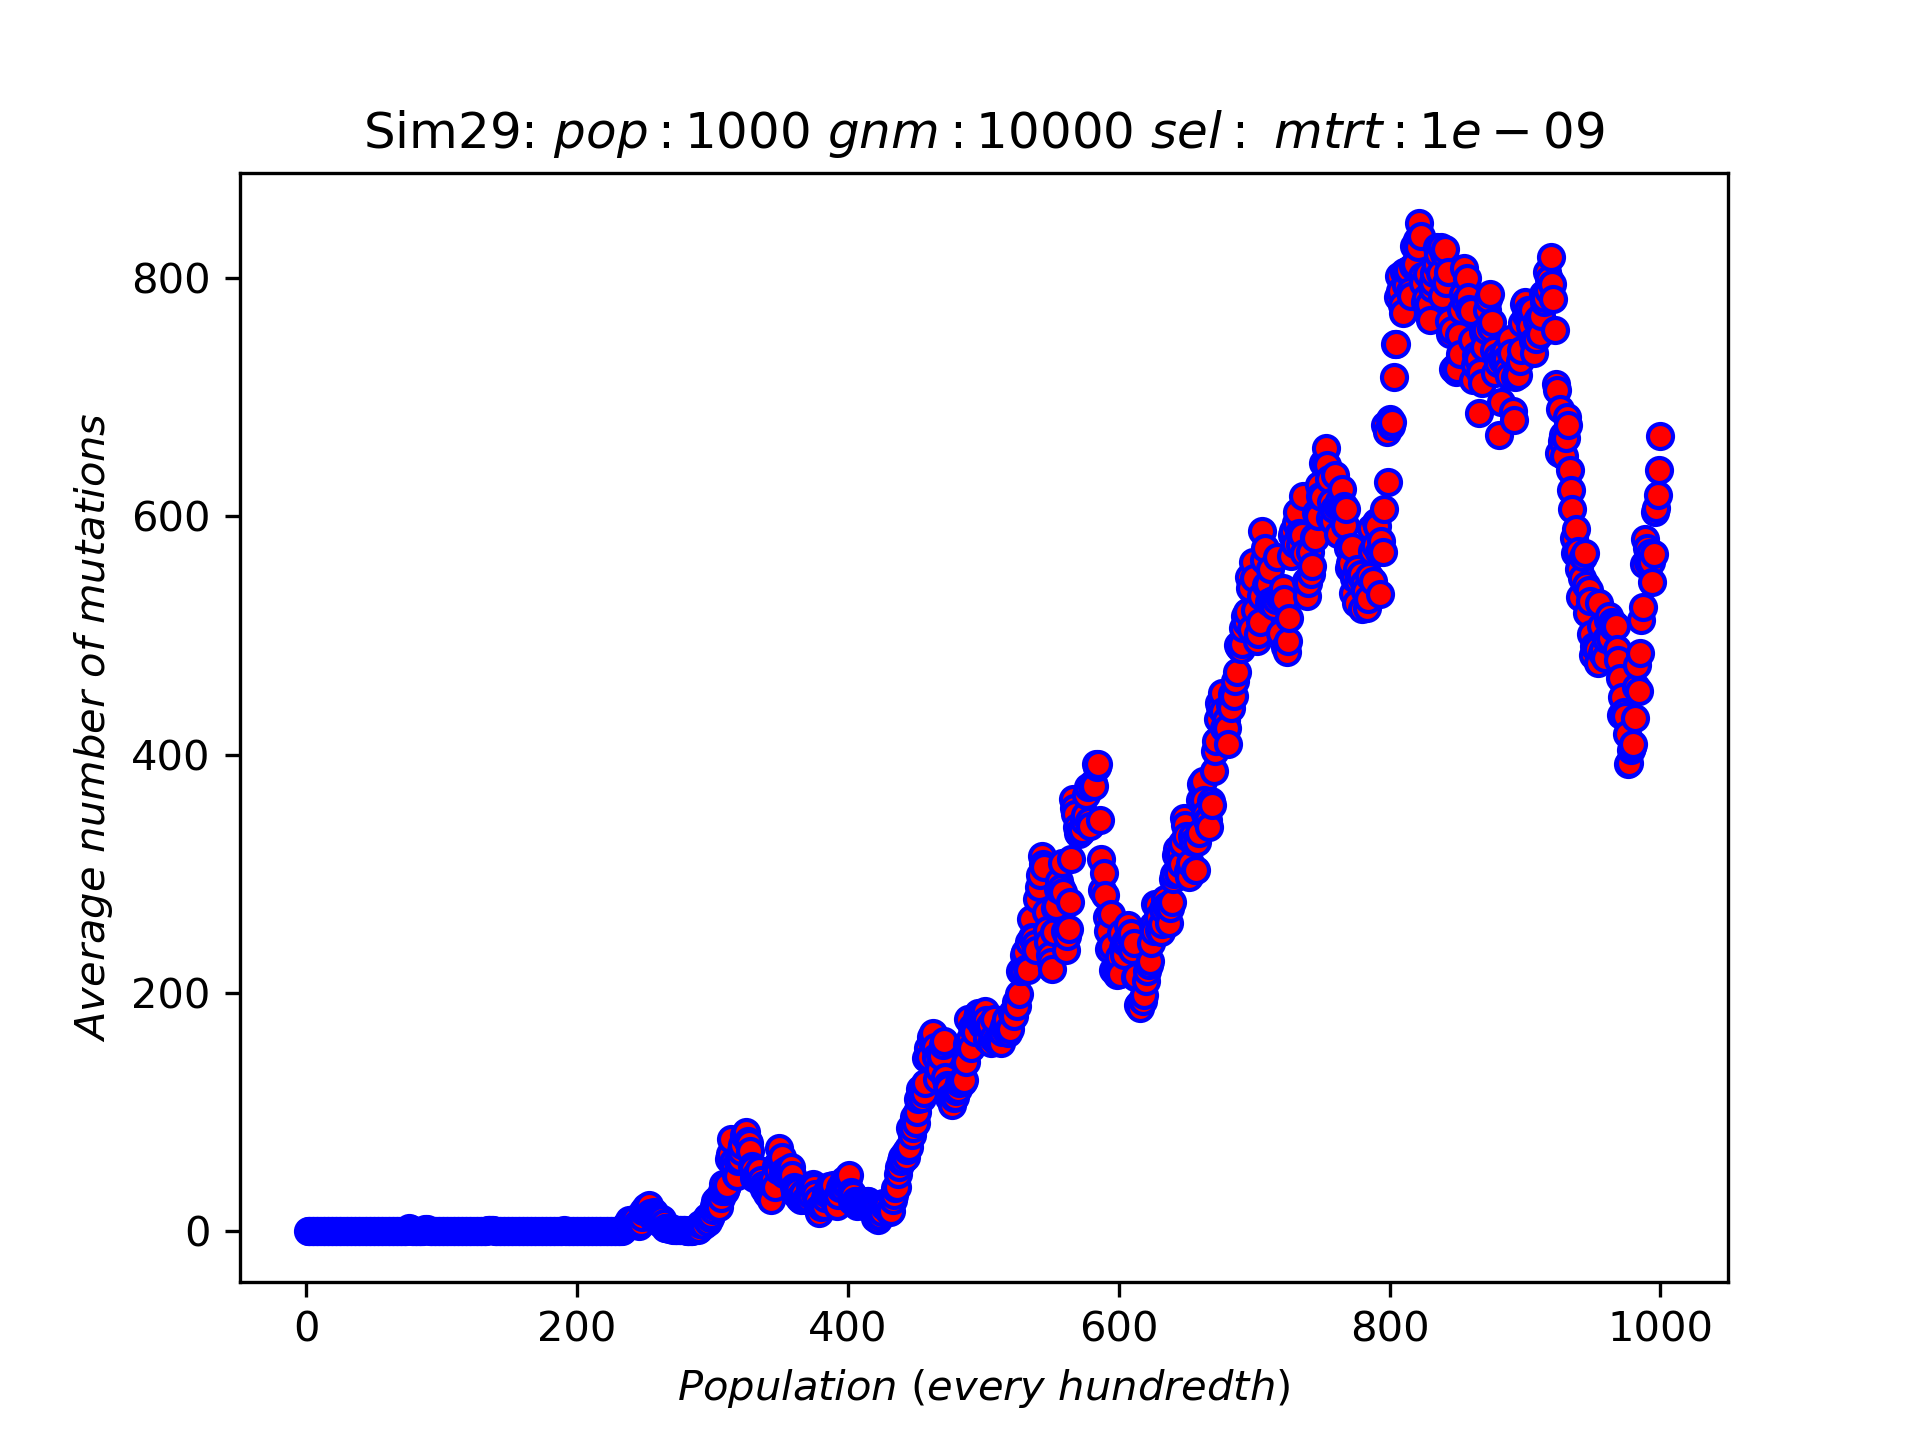 Sim29: pop : 1000 gnm : 10000 sel : mtrt : 1e − 09
800
600
400
200
0
Average number of mutations
0 200 400 600 800 1000
Population (every hundredth)